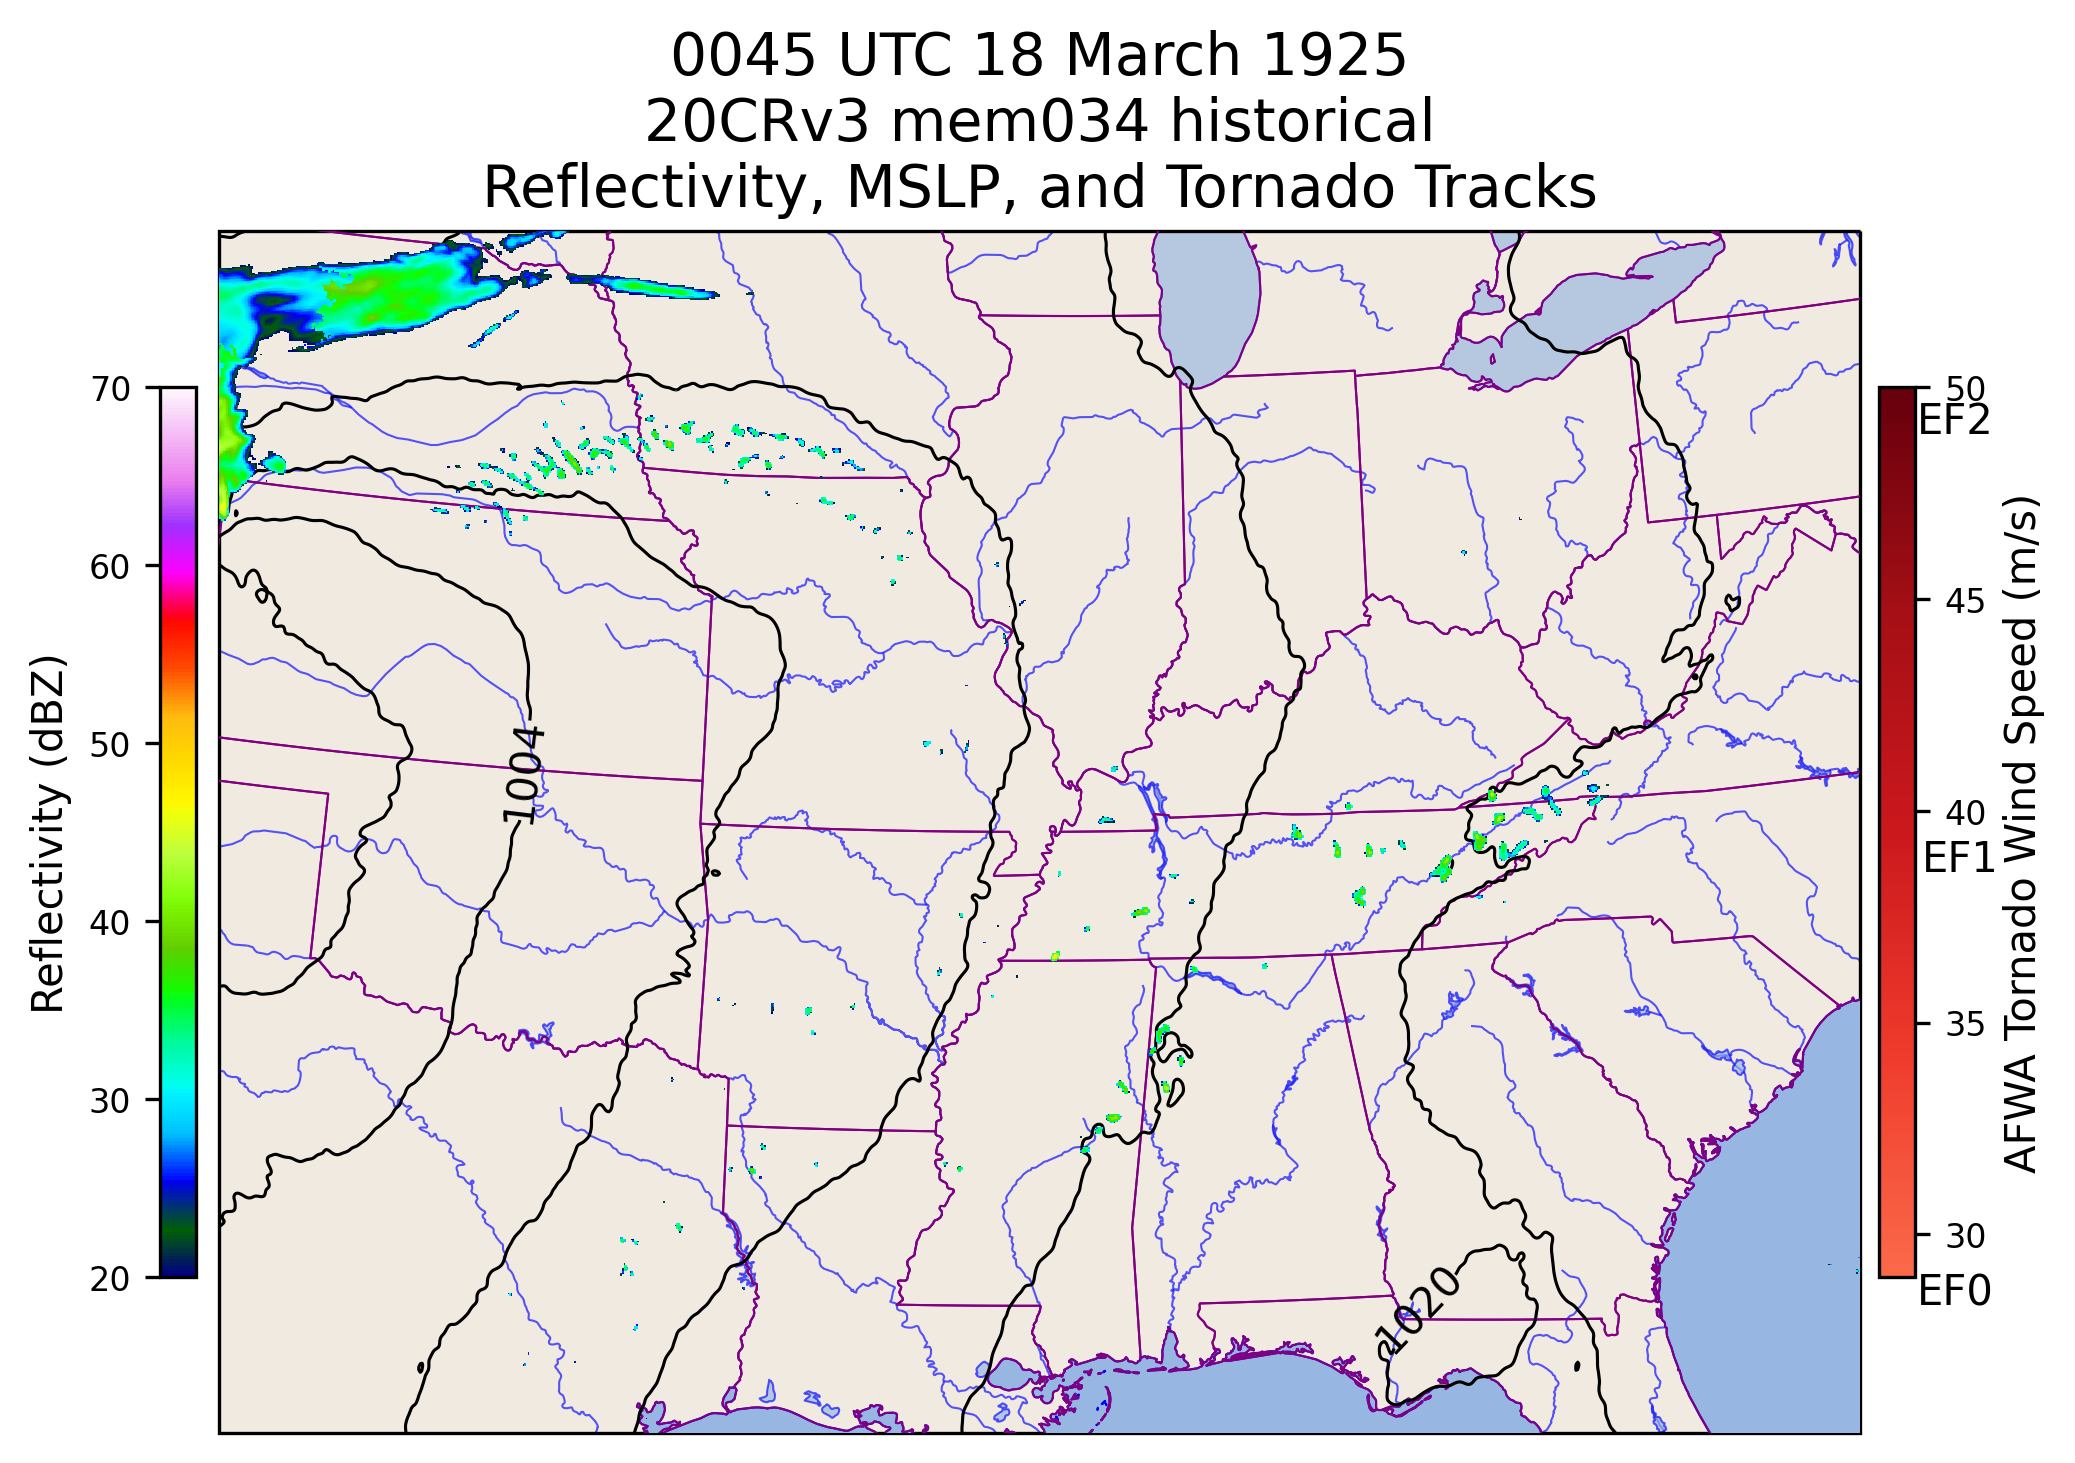 0045 UTC 18 March 1925
20CRv3 mem034 historical
Reflectivity, MSLP, and Tornado Tracks
Reflectivity (dBZ)
70
60
50
40
30
20
1004
1020
50
EF2
45
40
EF1
35
30
EF0
AFWA Tornado Wind Speed (m/s)